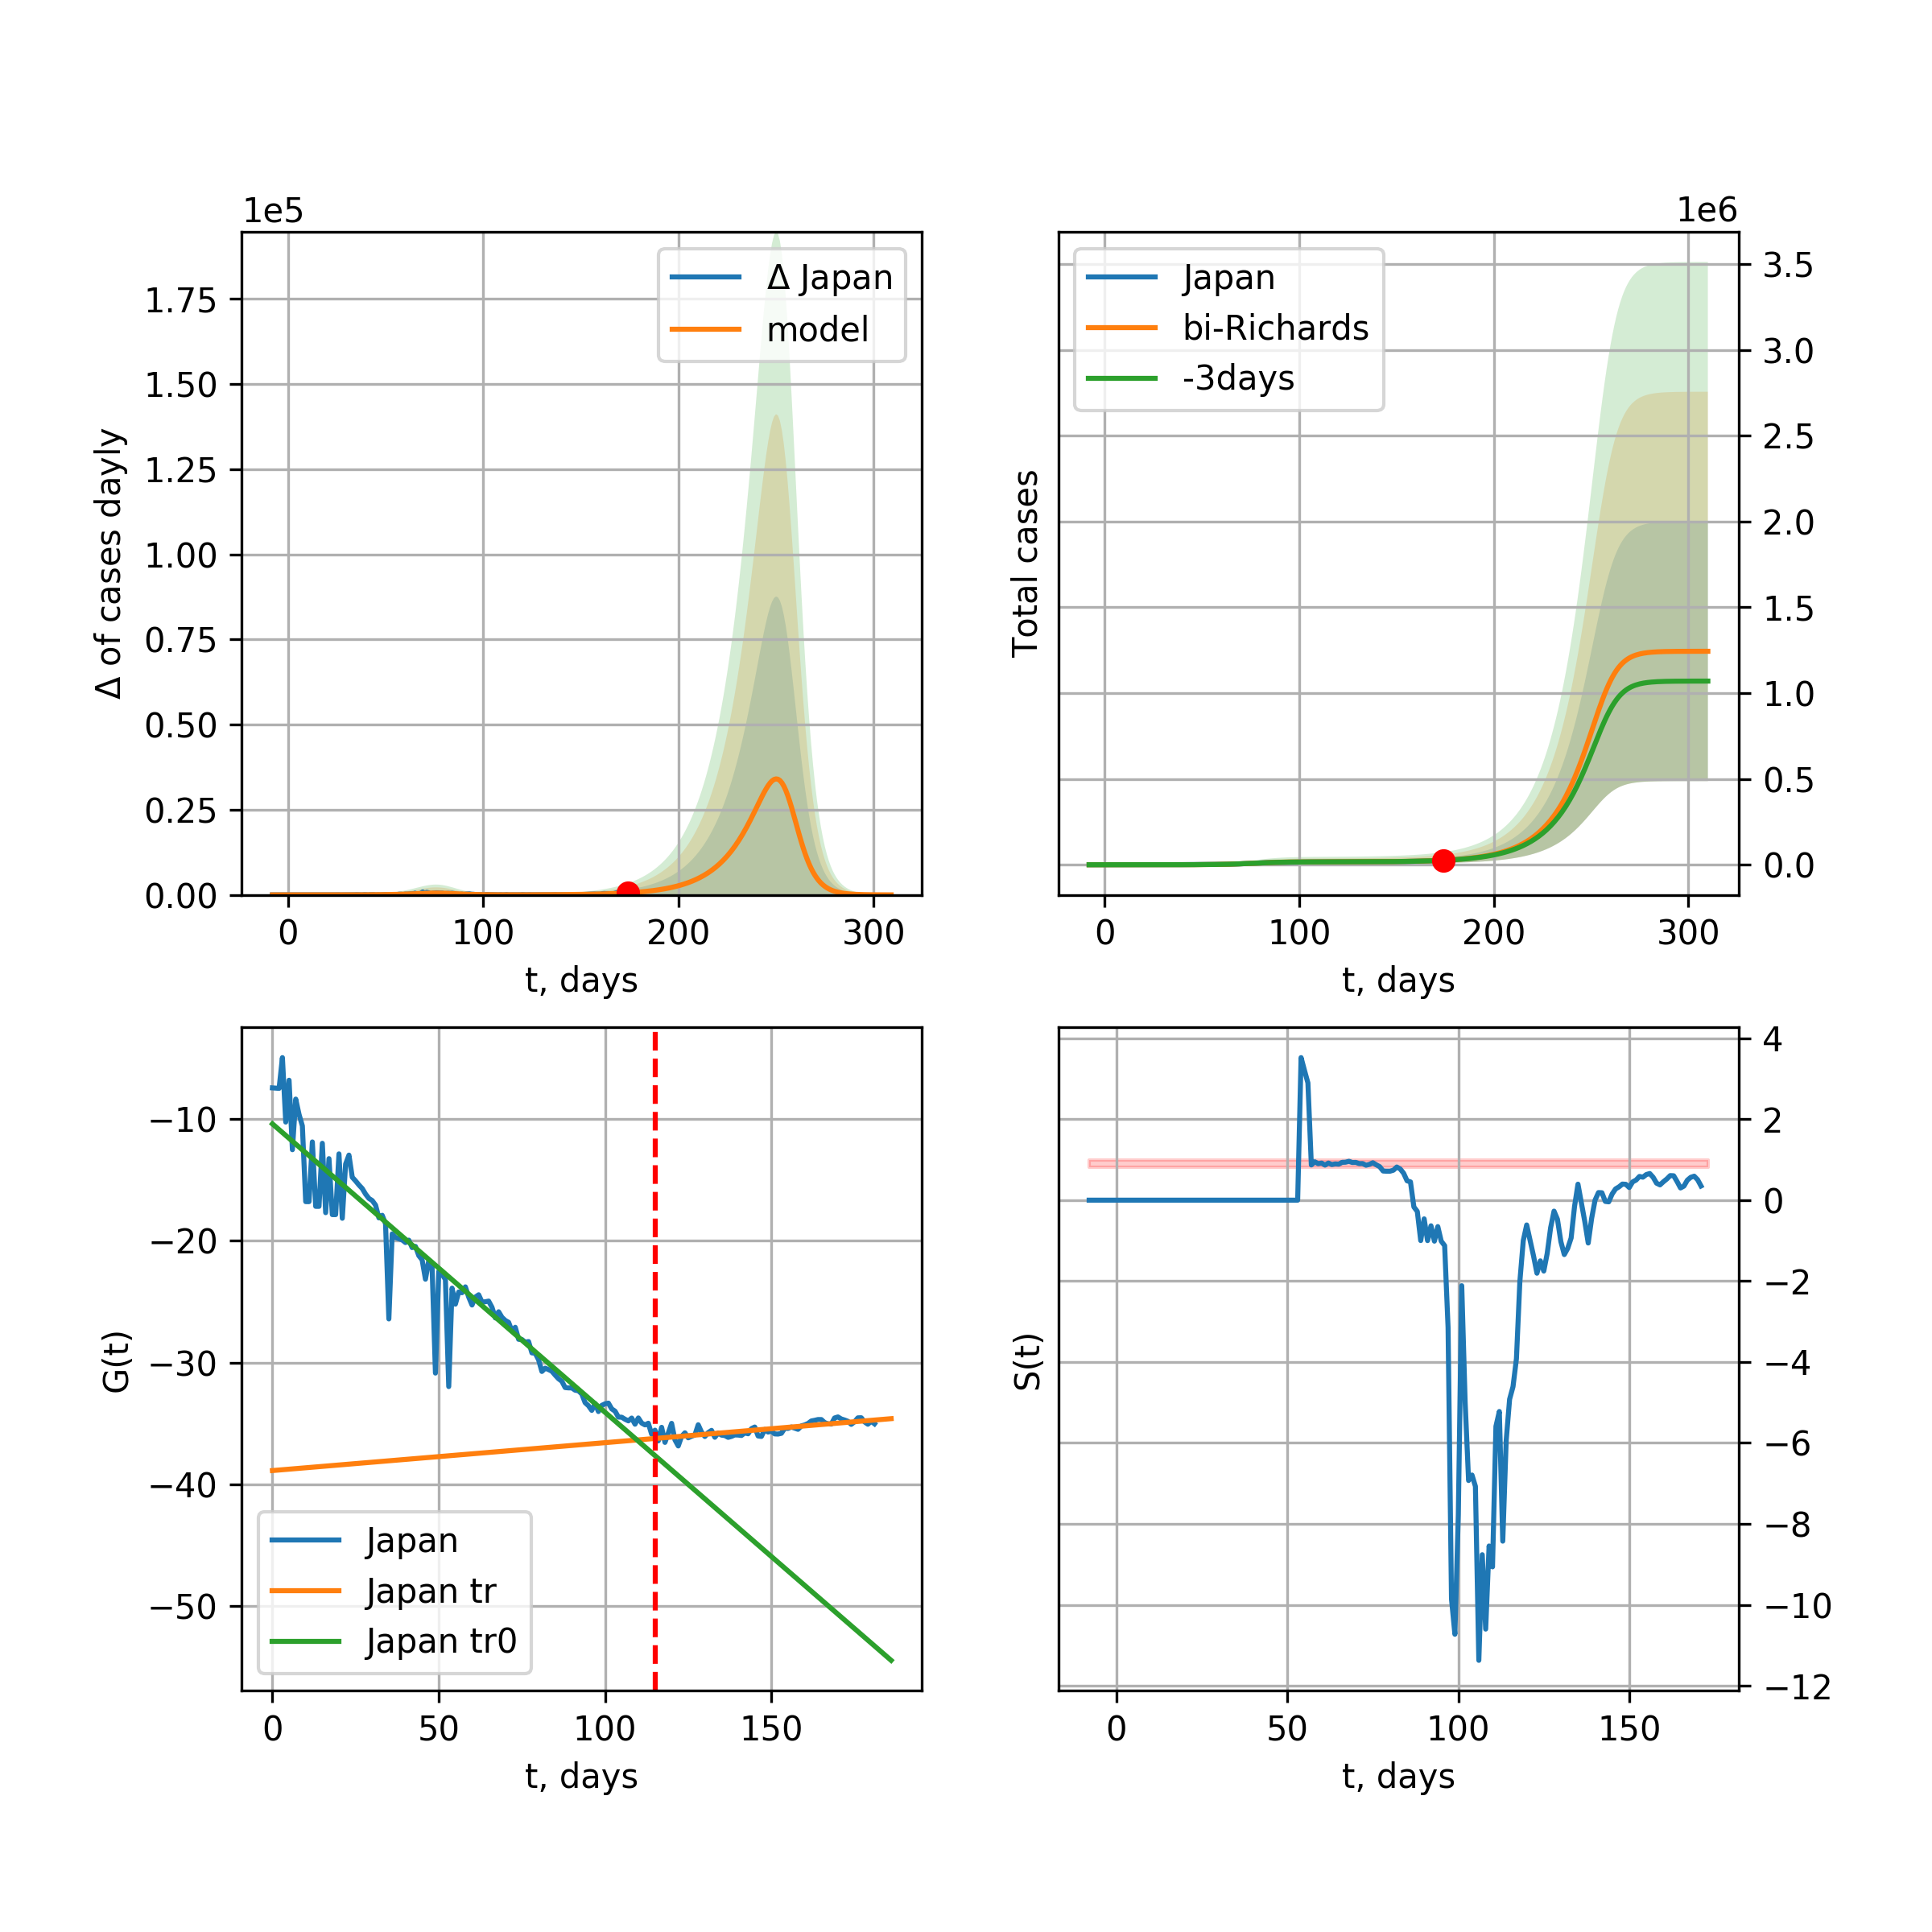 1e5
Δ of cases dayly
1.75
1.50
1.25
1.00
0.75
0.50
0.25
0.00
Δ Japan
model
0 100 200 300
t, days
1e6
Total cases
Japan
bi-Richards
-3days
3.5
3.0
2.5
2.0
1.5
1.0
0.5
0.0
0 100 200 300
t, days
G(t)
−10
−20
−30
−40
−50
Japan
Japan tr
Japan tr0
0 50 100 150
t, days
S(t)
4
2
0
−2
−4
−6
−8
−10
−12
0 50 100 150
t, days